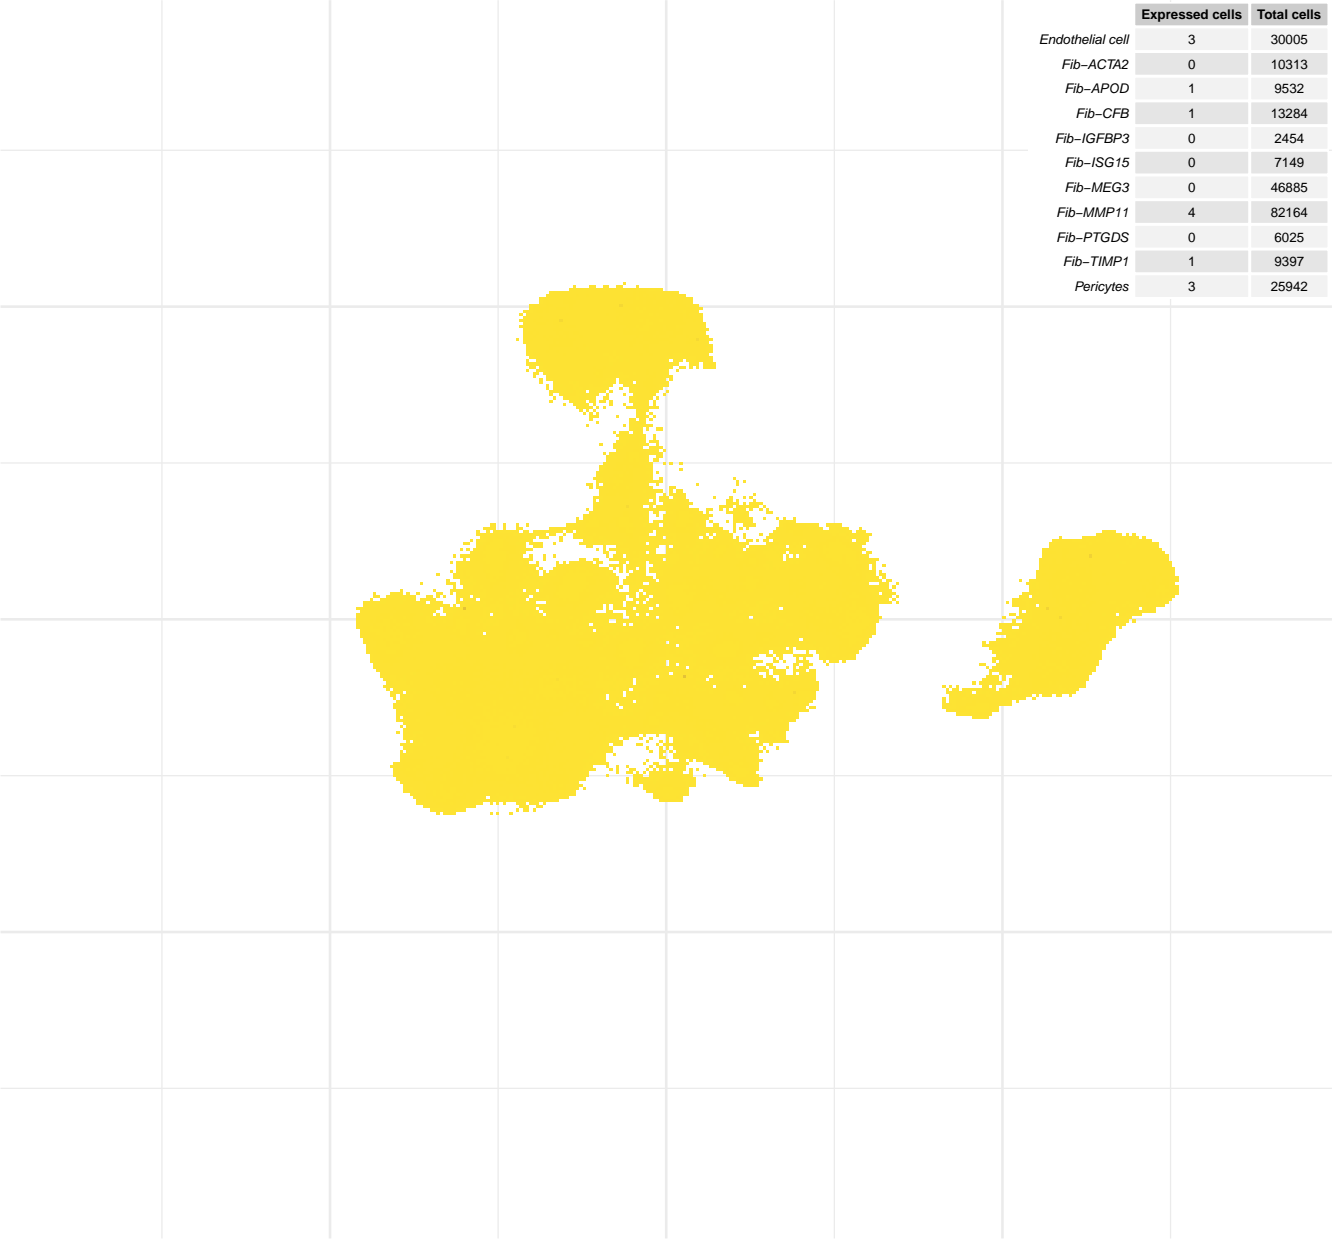 Expressed cells Total cells
Endothelial cell 3 30005
Fib−ACTA2 0 10313
Fib−APOD 1 9532
Fib−CFB 1 13284
Fib−IGFBP3 0 2454
Fib−ISG15 0 7149
Fib−MEG3 0 46885
Fib−MMP11 4 82164
Fib−PTGDS 0 6025
Fib−TIMP1 1 9397
Pericytes 3 25942